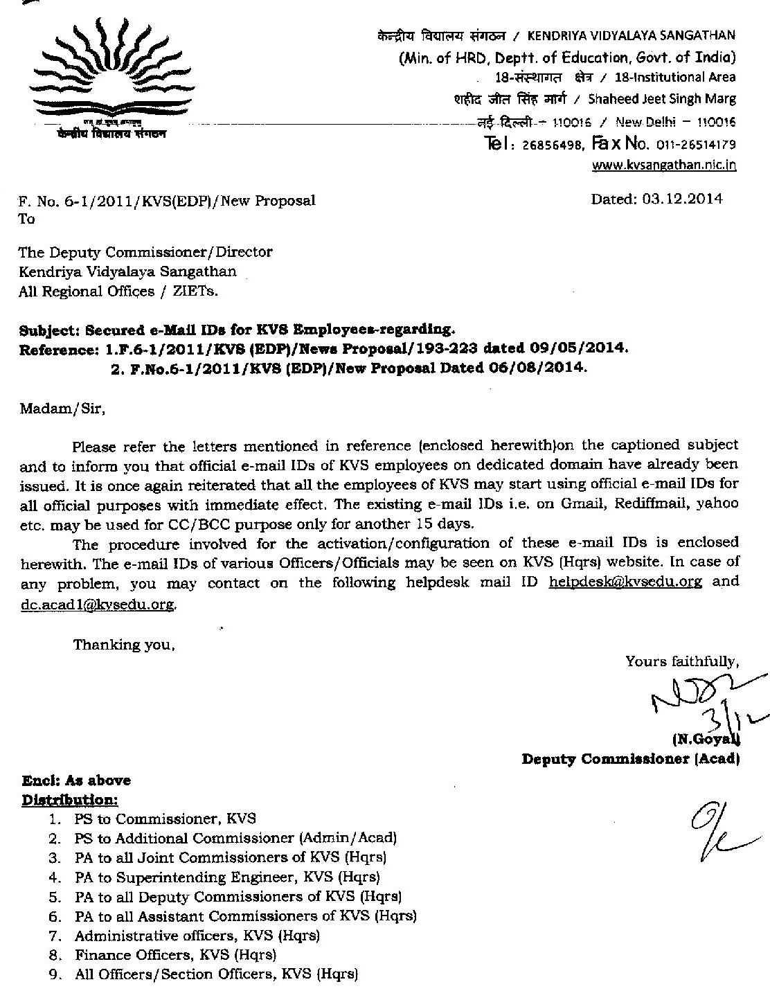 केन्द्रीय विद्यालय संगठन / KENDRIYA VIDYALAYA SANGATHAN
(Min. of HRD, Deptt. of Education, Govt. of India)
18-संस्थागत क्षेत्र / 18-Institutional Area
शहीद जीत सिंह मार्ग / Shaheed Jeet Singh Marg
नई दिल्ली - 110016 / New Delhi – 110016
केन्द्रीय विद्यालय संगठन
Tel: 26856498, Fax No. 011-26514179
www.kvsangathan.nic.in
F. No. 6-1/2011/KVS(EDP)/New Proposal
Dated: 03.12.2014
To
The Deputy Commissioner/Director
Kendriya Vidyalaya Sangathan
All Regional Offices / ZIETs.
Subject: Secured e-Mail IDs for KVS Employees-regarding.
Reference: 1.F.6-1/2011/KVS (EDP)/News Proposal/193-223 dated 09/05/2014.
2. F.No.6-1/2011/KVS (EDP)/New Proposal Dated 06/08/2014.
Madam/Sir,
Please refer the letters mentioned in reference (enclosed herewith)on the captioned subject
and to inform you that official e-mail IDs of KVS employees on dedicated domain have already been
issued. It is once again reiterated that all the employees of KVS may start using official e-mail IDs for
all official purposes with immediate effect. The existing e-mail IDs i.e. on Gmail, Rediffmail, yahoo
etc. may be used for CC/BCC purpose only for another 15 days.
The procedure involved for the activation/configuration of these e-mail IDs is enclosed
herewith. The e-mail IDs of various Officers/Officials may be seen on KVS (Hqrs) website. In case of
any problem, you may contact on the following helpdesk mail ID helpdesk@kvsedu.org and
dc.acad1@kvsedu.org.
Thanking you,
Yours faithfully,
3/12
(N.Goyal)
Deputy Commissioner (Acad)
Encl: As above
Distribution:
1. PS to Commissioner, KVS
2. PS to Additional Commissioner (Admin/Acad)
3. PA to all Joint Commissioners of KVS (Hqrs)
4. PA to Superintending Engineer, KVS (Hqrs)
5. PA to all Deputy Commissioners of KVS (Hqrs)
6. PA to all Assistant Commissioners of KVS (Hqrs)
7. Administrative officers, KVS (Hqrs)
8. Finance Officers, KVS (Hqrs)
9. All Officers/Section Officers, KVS (Hqrs)